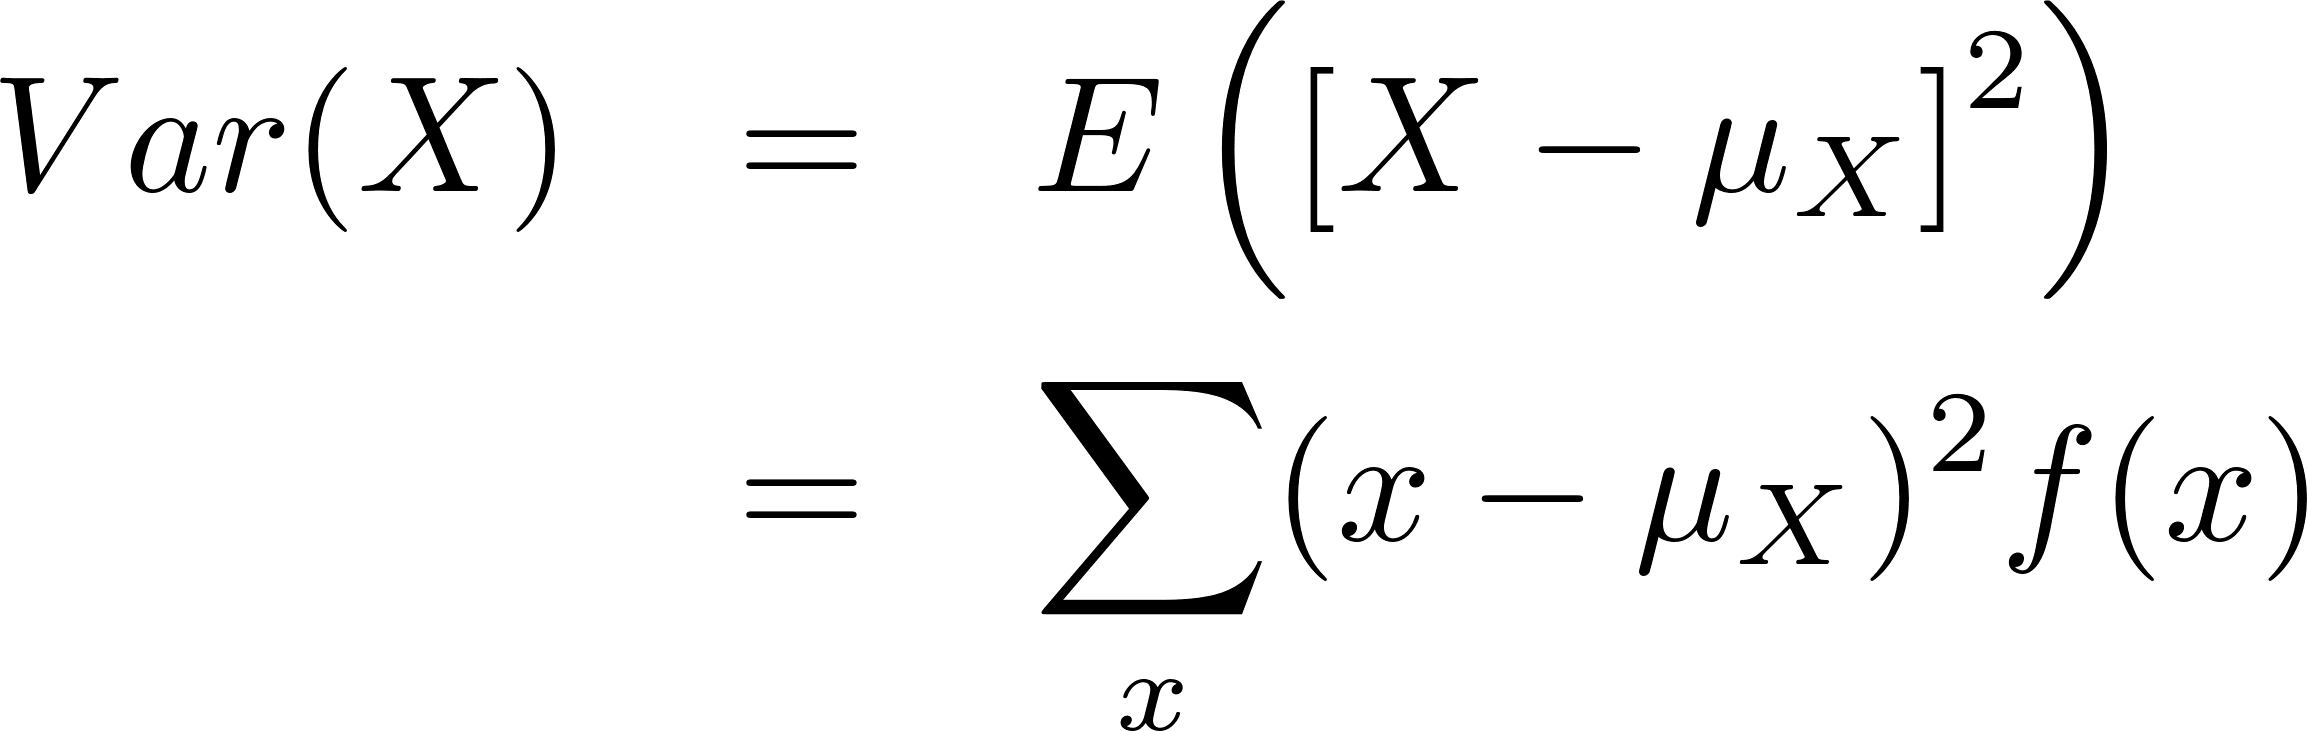 Var(X) = E([X − μ_X]²)
= ∑_x (x − μ_X)² f(x)